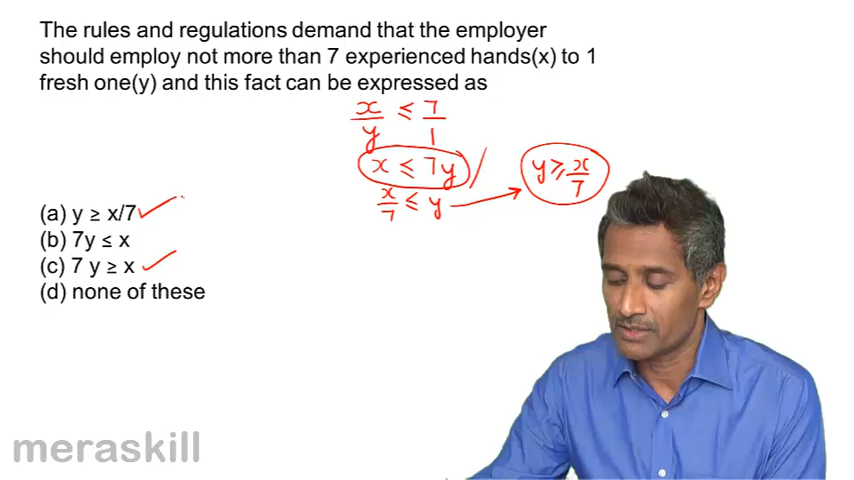 The rules and regulations demand that the employer
should employ not more than 7 experienced hands(x) to 1
fresh one(y) and this fact can be expressed as
x/y ≤ 7/1
x ≤ 7y
x/7 ≤ y
y ≥ x/7
(a) y ≥ x/7
(b) 7y ≤ x
(c) 7 y ≥ x
(d) none of these
meraskill